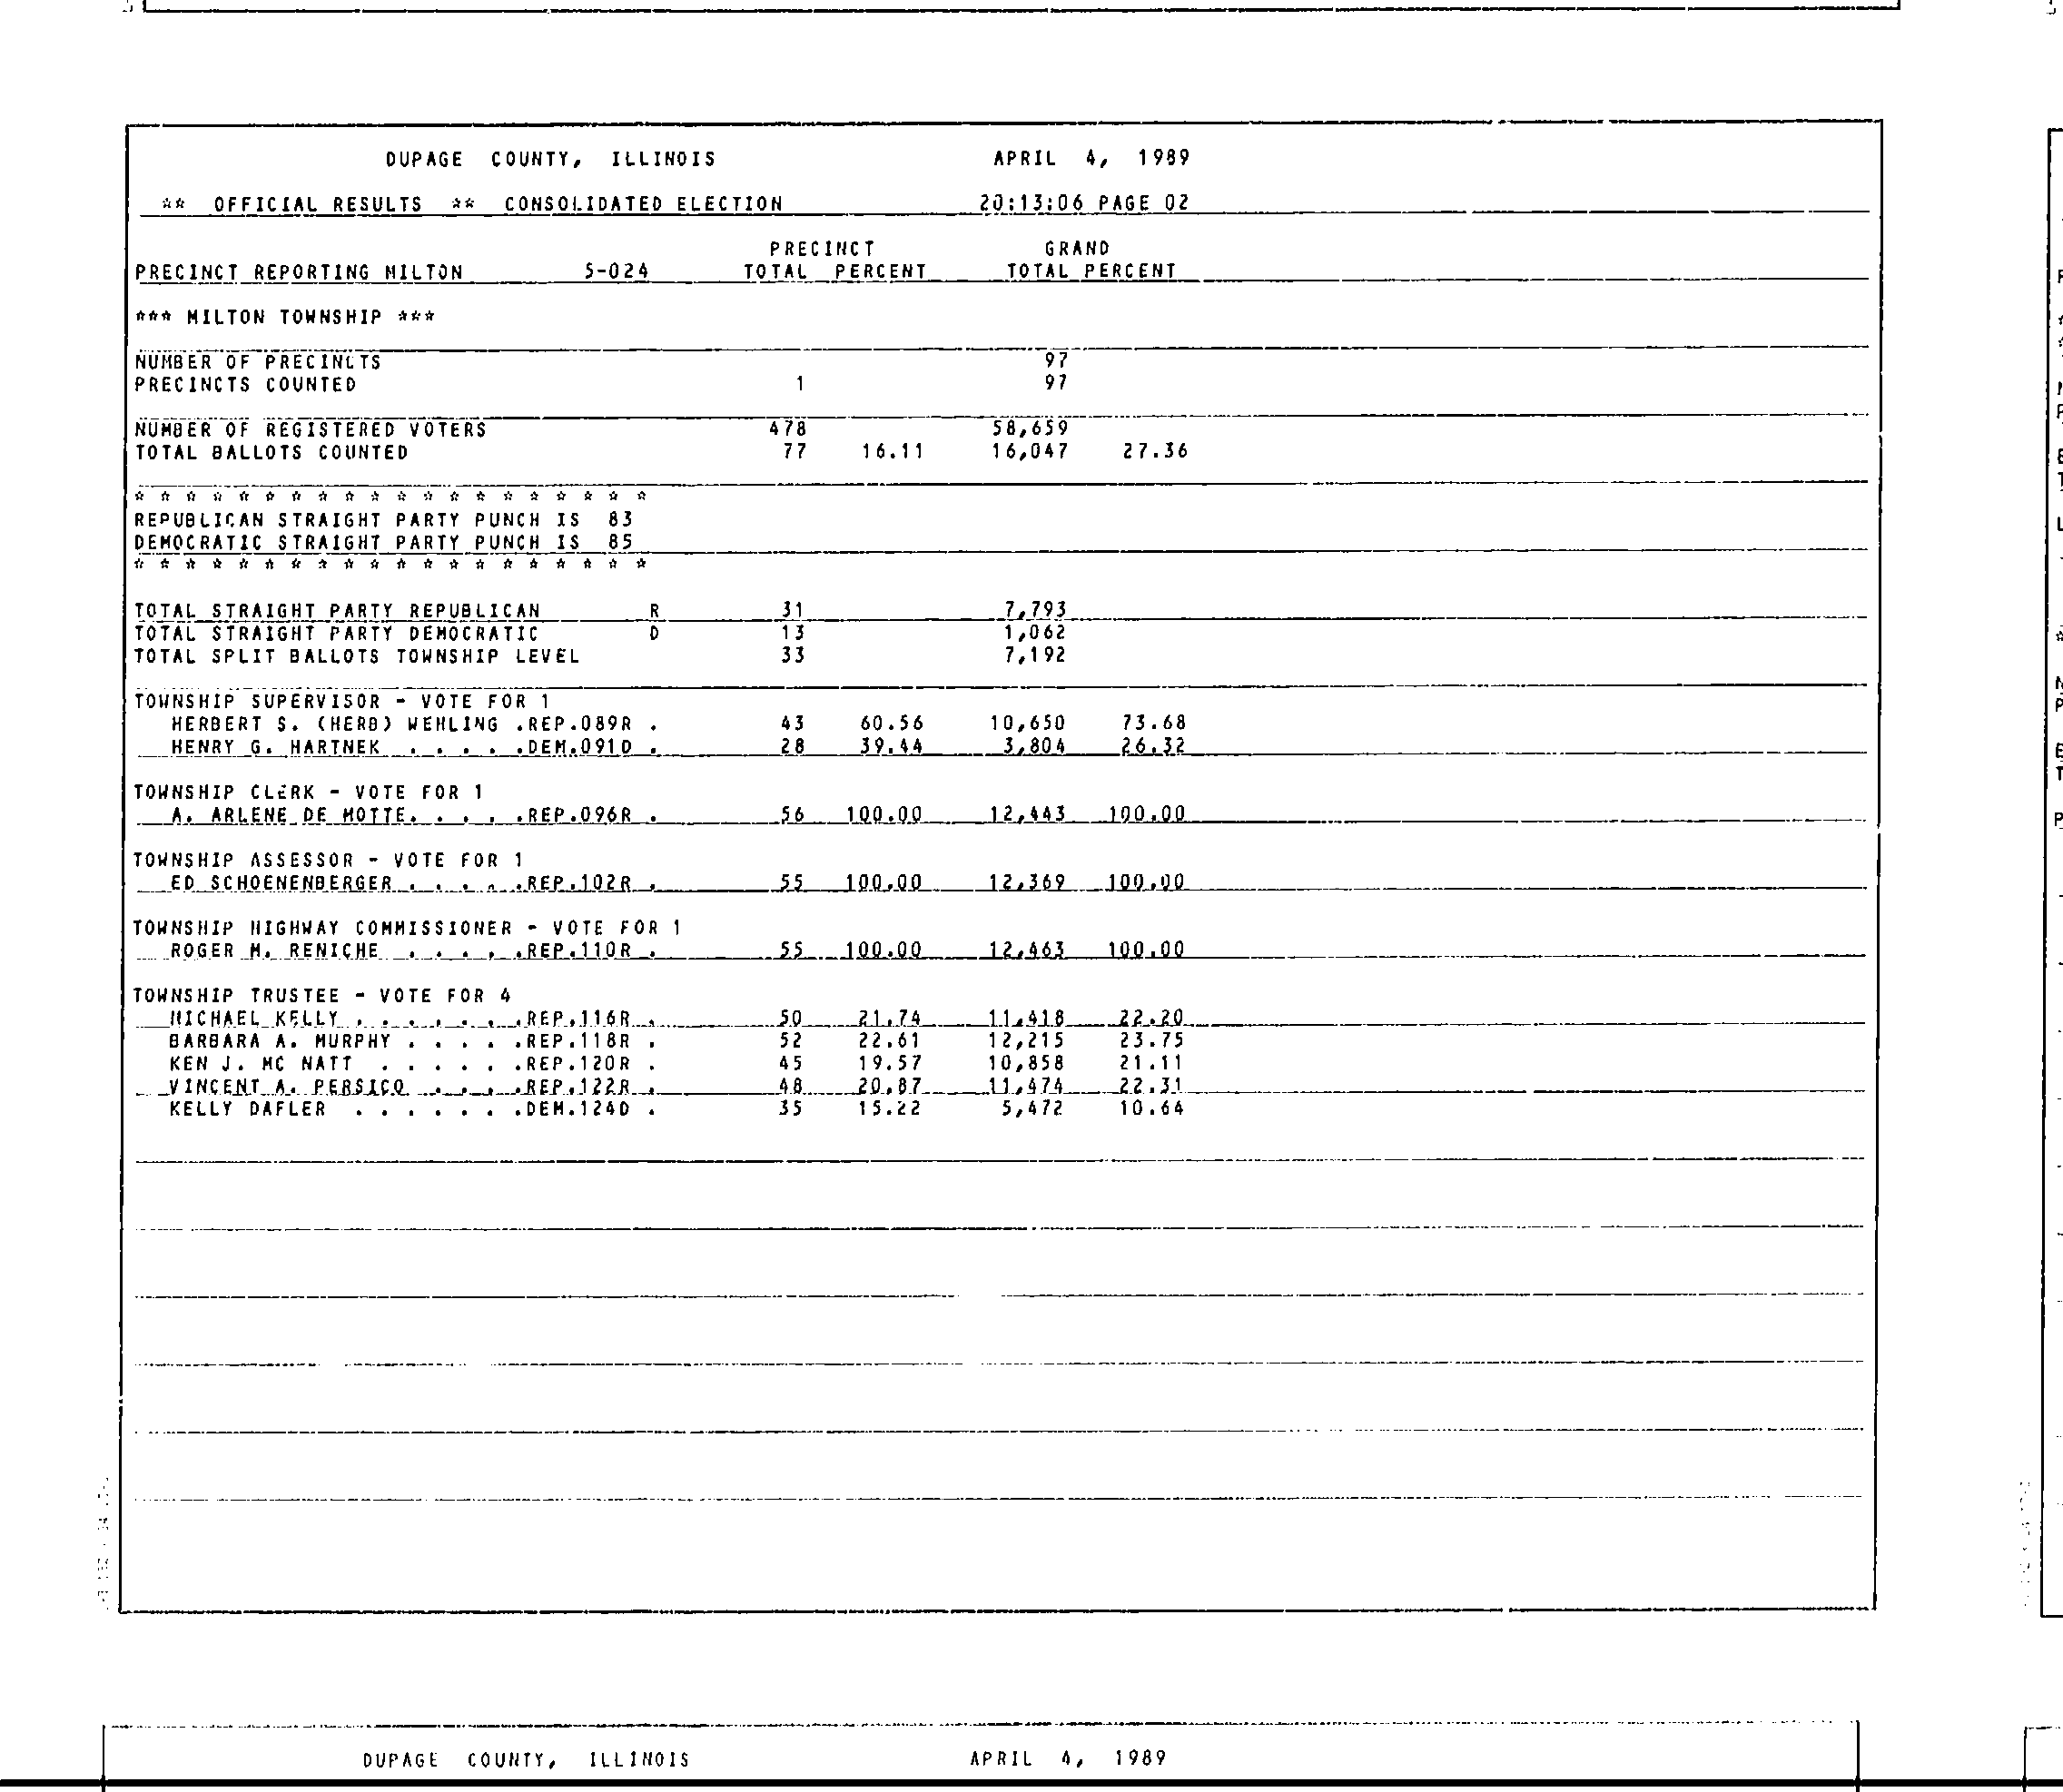 DUPAGE COUNTY, ILLINOIS APRIL 4, 1989
** OFFICIAL RESULTS ** CONSOLIDATED ELECTION 20:13:06 PAGE 02
PRECINCT GRAND
PRECINCT REPORTING MILTON 5-024 TOTAL PERCENT TOTAL PERCENT
*** MILTON TOWNSHIP ***
NUMBER OF PRECINCTS 97
PRECINCTS COUNTED 1 97
NUMBER OF REGISTERED VOTERS 478 58,659
TOTAL BALLOTS COUNTED 77 16.11 16,047 27.36
* * * * * * * * * * * * * * * * * * * *
REPUBLICAN STRAIGHT PARTY PUNCH IS 83
DEMOCRATIC STRAIGHT PARTY PUNCH IS 85
* * * * * * * * * * * * * * * * * * * *
TOTAL STRAIGHT PARTY REPUBLICAN R 31 7,793
TOTAL STRAIGHT PARTY DEMOCRATIC D 13 1,062
TOTAL SPLIT BALLOTS TOWNSHIP LEVEL 33 7,192
TOWNSHIP SUPERVISOR - VOTE FOR 1
HERBERT S. (HERB) WEHLING .REP.089R . 43 60.56 10,650 73.68
HENRY G. HARTNEK . . . . .DEM.091D . 28 39.44 3,804 26.32
TOWNSHIP CLERK - VOTE FOR 1
A. ARLENE DE MOTTE. . . . .REP.096R . 56 100.00 12,443 100.00
TOWNSHIP ASSESSOR - VOTE FOR 1
ED SCHOENENBERGER . . . . .REP.102R . 55 100.00 12,369 100.00
TOWNSHIP HIGHWAY COMMISSIONER - VOTE FOR 1
ROGER M. RENICHE . . . . .REP.110R . 55 100.00 12,463 100.00
TOWNSHIP TRUSTEE - VOTE FOR 4
MICHAEL KELLY . . . . . . .REP.116R . 50 21.74 11,418 22.20
BARBARA A. MURPHY . . . . .REP.118R . 52 22.61 12,215 23.75
KEN J. MC NATT . . . . . .REP.120R . 45 19.57 10,858 21.11
VINCENT A. PERSICO . . . .REP.122R . 48 20.87 11,474 22.31
KELLY DAFLER . . . . . . .DEM.124D . 35 15.22 5,472 10.64
DUPAGE COUNTY, ILLINOIS APRIL 4, 1989